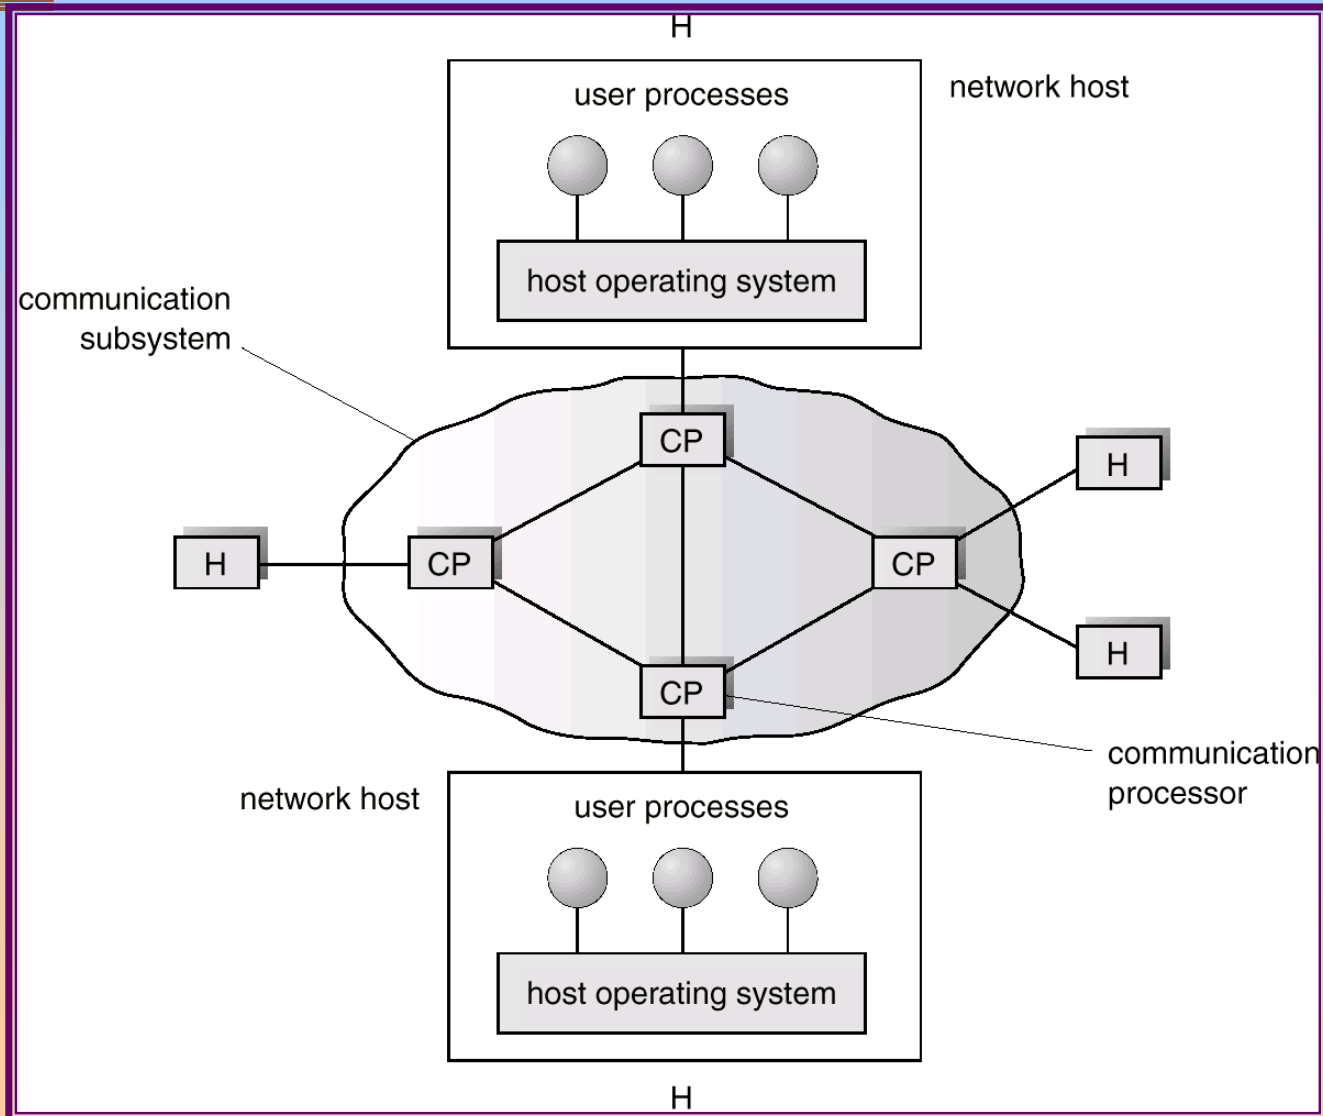 H
network host
user processes
host operating system
communication
subsystem
CP
H
H
CP
CP
H
CP
communication
processor
network host
user processes
host operating system
H